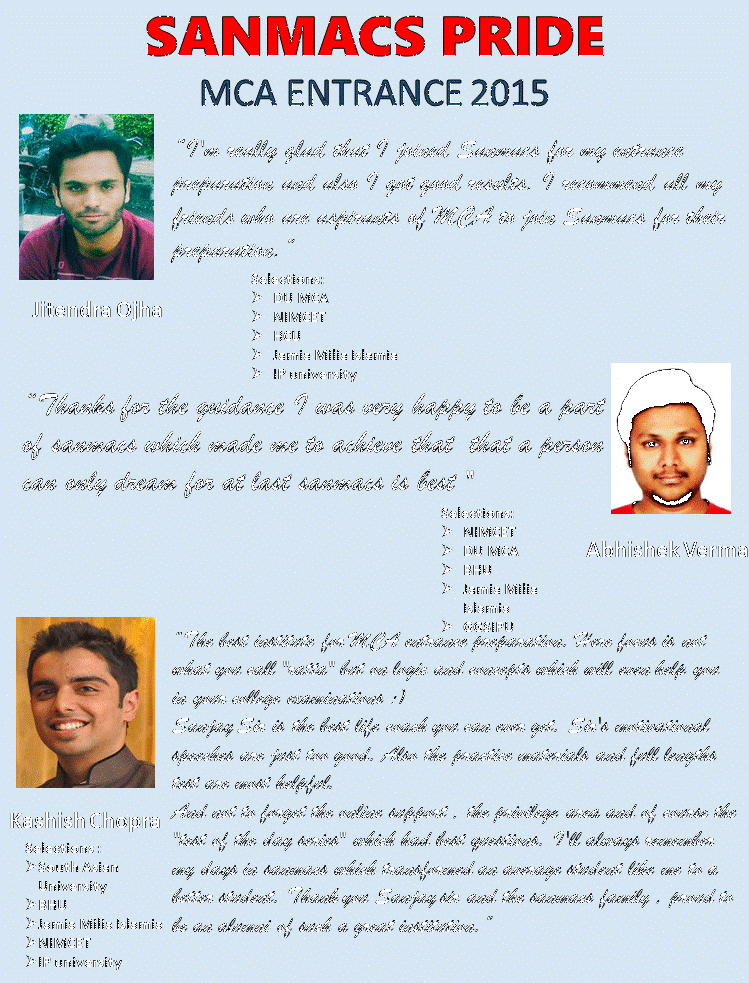 SANMACS PRIDE
MCA ENTRANCE 2015
"I'm really glad that I joined Sanmacs for my entrance
preparation and also I got good results. I recommend all my
friends who are aspirants of MCA to join Sanmacs for their
preparation."
Jitendra Ojha
Selections:
➢ DU MCA
➢ NIMCET
➢ HCU
➢ Jamia Millia Islamia
➢ IP university
"Thanks for the guidance I was very happy to be a part
of sanmacs which made me to achieve that that a person
can only dream for at last sanmacs is best "
Abhishek Verma
Selections:
➢ NIMCET
➢ DU MCA
➢ BHU
➢ Jamia Millia
Islamia
➢ GGSIPU
"The best institute for MCA entrance preparation. Here focus is not
what you call "ratta" but on logic and concepts which will even help you
in your college examinations :)
Sanjay Sir is the best life coach you can ever get. Sir's motivational
speeches are just too good. Also the practice materials and full lengths
test are most helpful.
And not to forget the online support , the privilege area and of course the
"test of the day series" which had best questions. I'll always remember
my days in sanmacs which transformed an average student like me to a
better student. Thank you Sanjay sir and the sanmacs family , proud to
be an alumni of such a great institution."
Kashish Chopra
Selections :
➢ South Asian
University
➢ BHU
➢ Jamia Millia Islamia
➢ NIMCET
➢ IP university